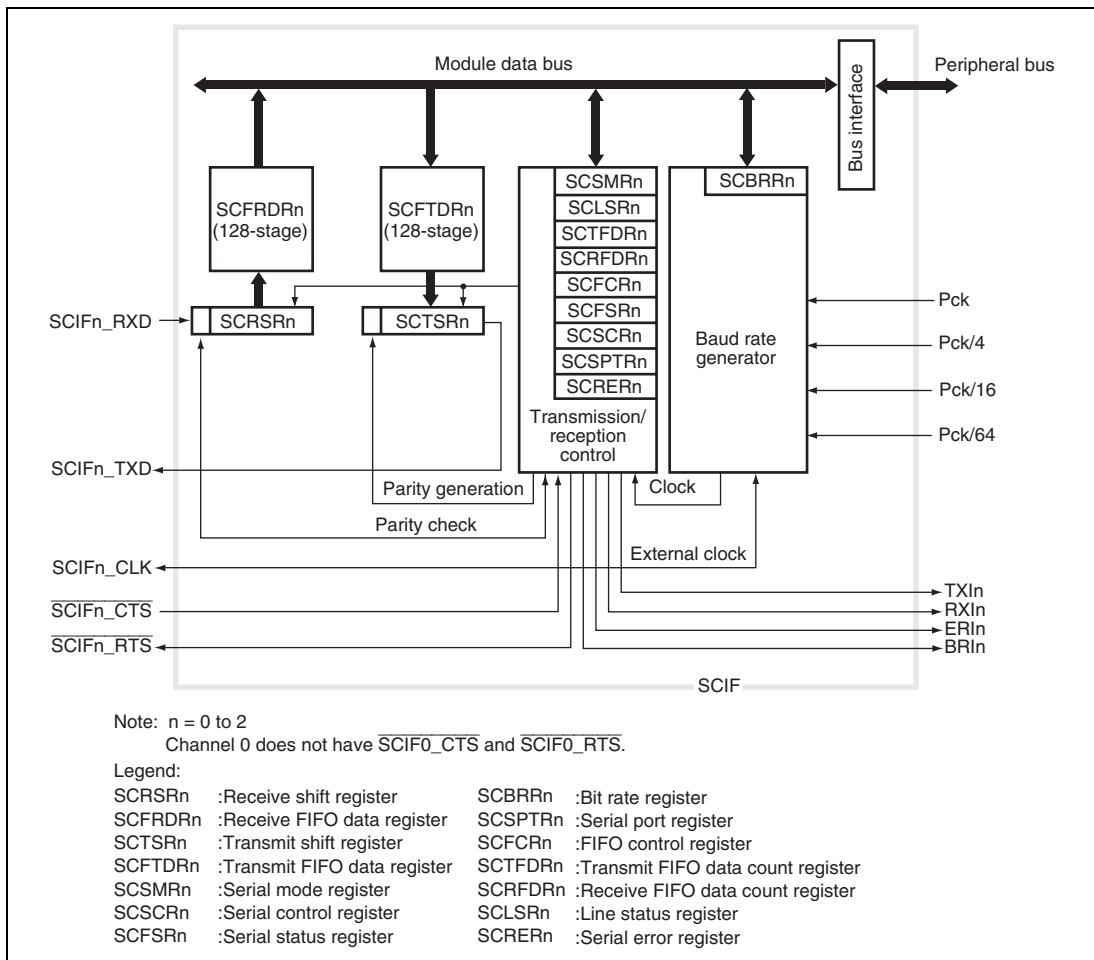 Module data bus
Peripheral bus
Bus interface
SCFRDRn
(128-stage)
SCFTDRn
(128-stage)
SCSMRn
SCLSRn
SCTFDRn
SCRFDRn
SCFCRn
SCFSRn
SCSCRn
SCSPTRn
SCRERn
Transmission/
reception
control
SCBRRn
Baud rate
generator
Pck
Pck/4
Pck/16
Pck/64
SCIFn_RXD
SCRSRn
SCTSRn
SCIFn_TXD
Parity generation
Parity check
Clock
External clock
SCIFn_CLK
SCIFn_CTS
SCIFn_RTS
TXIn
RXIn
ERIn
BRIn
SCIF
Note: n = 0 to 2
Channel 0 does not have SCIF0_CTS and SCIF0_RTS.
Legend:
SCRSRn :Receive shift register
SCFRDRn :Receive FIFO data register
SCTSRn :Transmit shift register
SCFTDRn :Transmit FIFO data register
SCSMRn :Serial mode register
SCSCRn :Serial control register
SCFSRn :Serial status register
SCBRRn :Bit rate register
SCSPTRn :Serial port register
SCFCRn :FIFO control register
SCTFDRn :Transmit FIFO data count register
SCRFDRn :Receive FIFO data count register
SCLSRn :Line status register
SCRERn :Serial error register